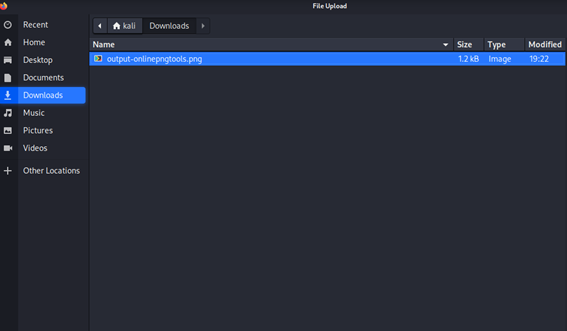 File Upload
Recent
Home
Desktop
Documents
Downloads
Music
Pictures
Videos
Other Locations
kali Downloads
Name Size Type Modified
output-onlinepngtools.png 1.2 kB Image 19:22